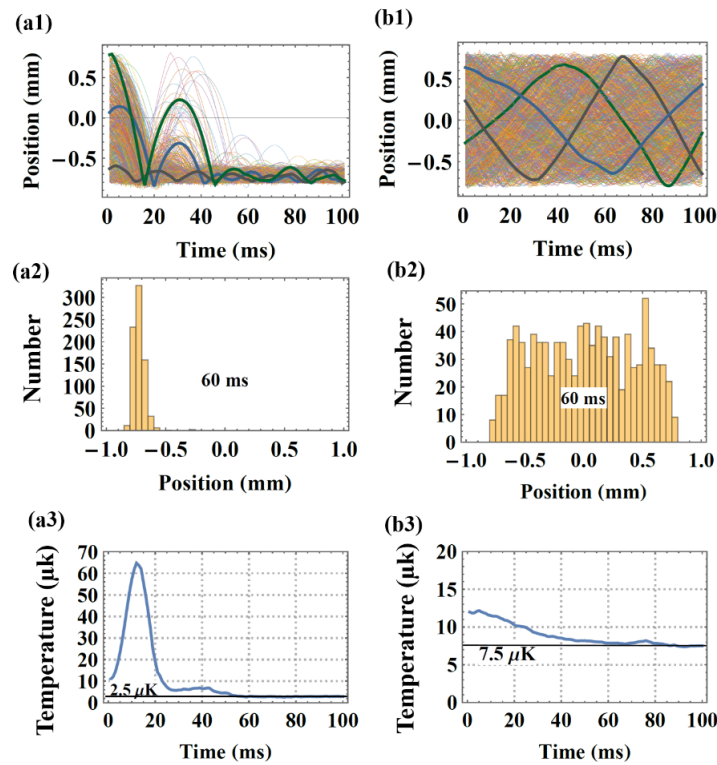 (a1)
Position (mm)
0.5
0.0
−0.5
0 20 40 60 80 100
Time (ms)
(b1)
Position (mm)
0.5
0.0
−0.5
0 20 40 60 80 100
Time (ms)
(a2)
Number
300
250
200
150
100
50
0
60 ms
−1.0 −0.5 0.0 0.5 1.0
Position (mm)
(b2)
Number
50
40
30
20
10
0
60 ms
−1.0 −0.5 0.0 0.5 1.0
Position (mm)
(a3)
Temperature (μk)
70
60
50
40
30
20
10
0
2.5 μK
0 20 40 60 80 100
Time (ms)
(b3)
Temperature (μk)
20
15
10
5
0
7.5 μK
0 20 40 60 80 100
Time (ms)